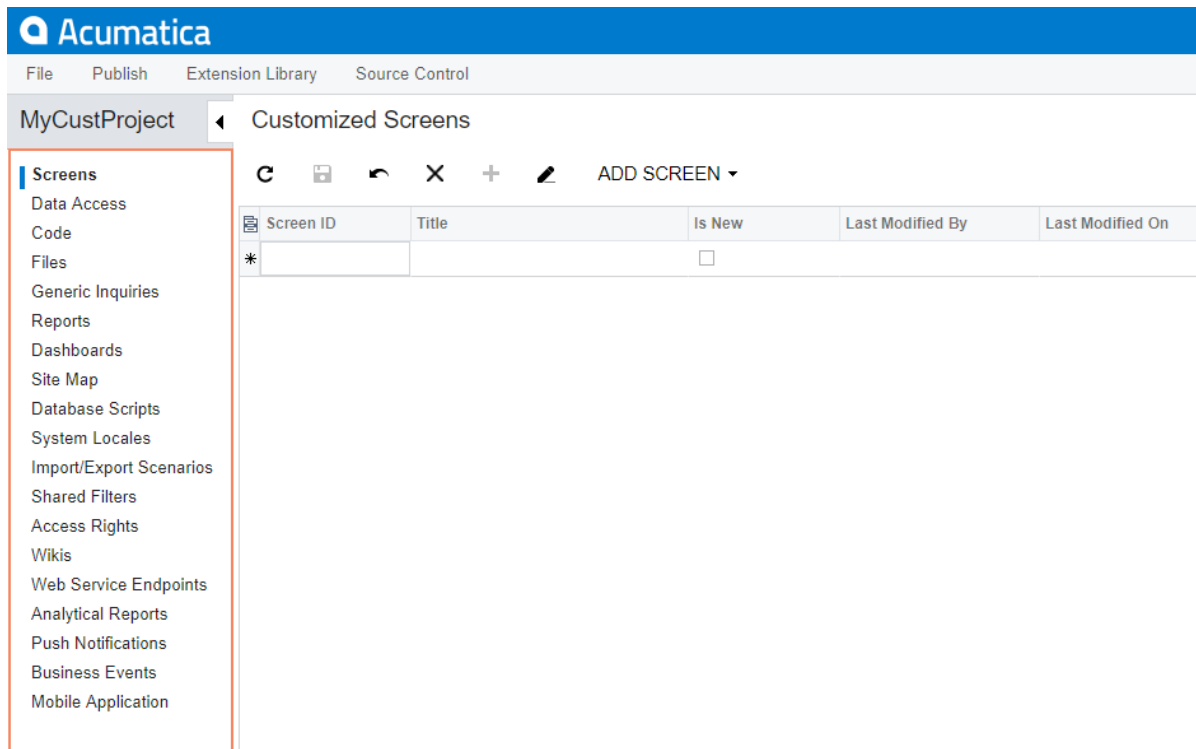 Acumatica
File Publish Extension Library Source Control
MyCustProject
Customized Screens
ADD SCREEN
Screen ID Title Is New Last Modified By Last Modified On
Screens
Data Access
Code
Files
Generic Inquiries
Reports
Dashboards
Site Map
Database Scripts
System Locales
Import/Export Scenarios
Shared Filters
Access Rights
Wikis
Web Service Endpoints
Analytical Reports
Push Notifications
Business Events
Mobile Application